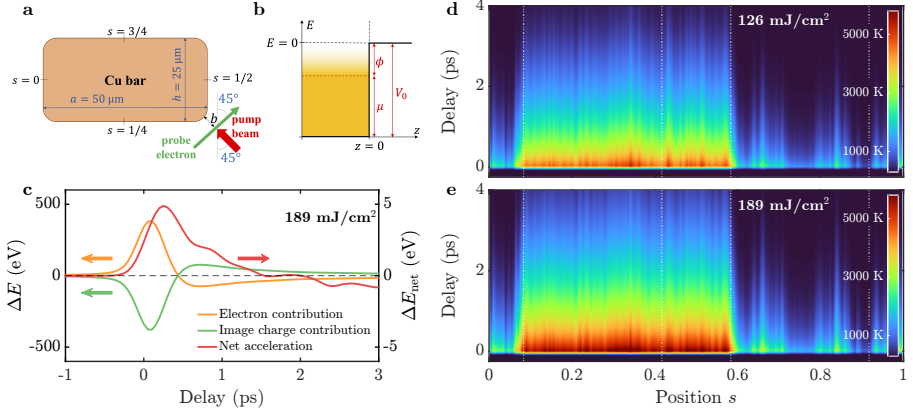 a
s = 3/4
s = 0
Cu bar
h = 25 μm
s = 1/2
a = 50 μm
s = 1/4
b
45°
probe
electron
pump
beam
45°
b
E
E = 0
ϕ
μ
V₀
z
z = 0
c
189 mJ/cm²
500
0
-500
ΔE (eV)
5
0
5
ΔE_net (eV)
Electron contribution
Image charge contribution
Net acceleration
-1 0 1 2 3
Delay (ps)
d
126 mJ/cm²
5000 K
3000 K
1000 K
4
2
0
Delay (ps)
e
189 mJ/cm²
5000 K
3000 K
1000 K
4
2
0
Delay (ps)
0 0.2 0.4 0.6 0.8 1
Position s